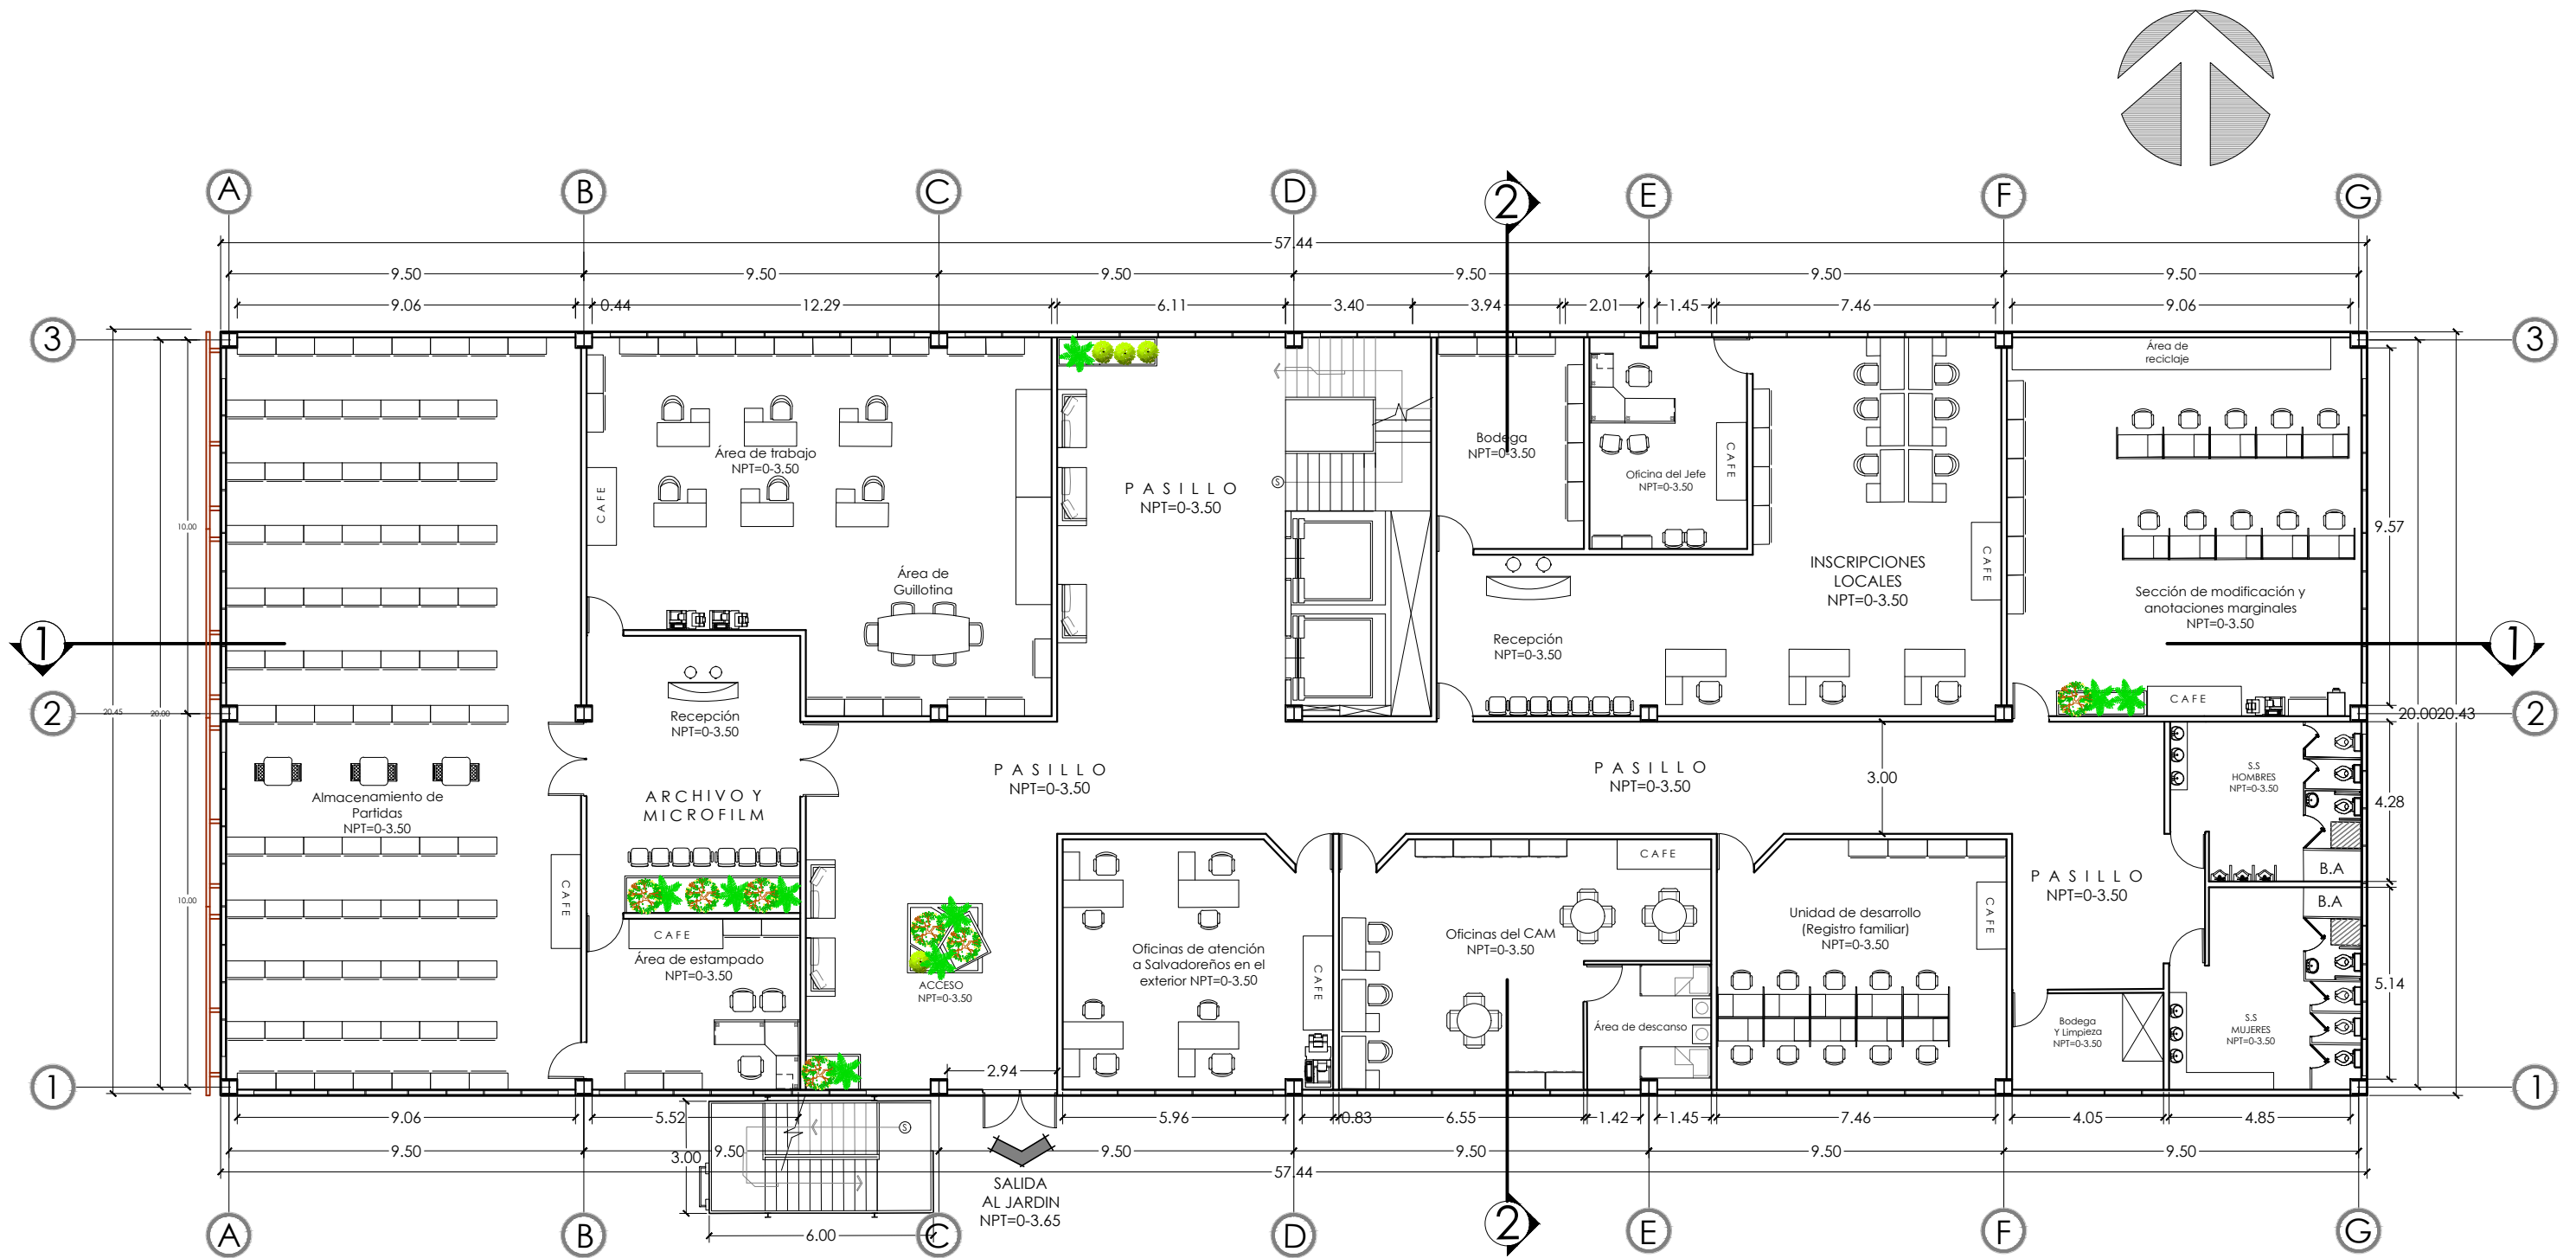 A B C D 2 E F G
57.44
9.50 9.50 9.50 9.50 9.50 9.50
9.06 0.44 12.29 6.11 3.40 3.94 2.01 1.45 7.46 9.06
3 3
Área de
reciclaje
Área de trabajo
NPT=0-3.50
CAFE
PASILLO
NPT=0-3.50
S
Bodega
NPT=0-3.50
Oficina del Jefe
NPT=0-3.50
CAFE
10.00
9.57
Área de
Guillotina
INSCRIPCIONES
LOCALES
NPT=0-3.50
CAFE
Sección de modificación y
anotaciones marginales
NPT=0-3.50
1 1
Recepción
NPT=0-3.50
CAFE
2 2
20.45 20.00
Recepción
NPT=0-3.50
20.00 20.43
PASILLO
NPT=0-3.50
PASILLO
NPT=0-3.50
3.00
S.S
HOMBRES
NPT=0-3.50
4.28
Almacenamiento de
Partidas
NPT=0-3.50
ARCHIVO Y
MICROFILM
CAFE
B.A
PASILLO
NPT=0-3.50
B.A
10.00
CAFE
CAFE
Área de estampado
NPT=0-3.50
ACCESO
NPT=0-3.50
Oficinas de atención
a Salvadoreños en el
exterior NPT=0-3.50
CAFE
Oficinas del CAM
NPT=0-3.50
Unidad de desarrollo
(Registro familiar)
NPT=0-3.50
CAFE
5.14
Área de descanso
Bodega
Y Limpieza
NPT=0-3.50
S.S
MUJERES
NPT=0-3.50
2.94
1 1
9.06 5.52 5.96 0.83 6.55 1.42 1.45 7.46 4.05 4.85
S
9.50 9.50 9.50 9.50 9.50 9.50
3.00
57.44
SALIDA
AL JARDIN
NPT=0-3.65
6.00
A B C D 2 E F G